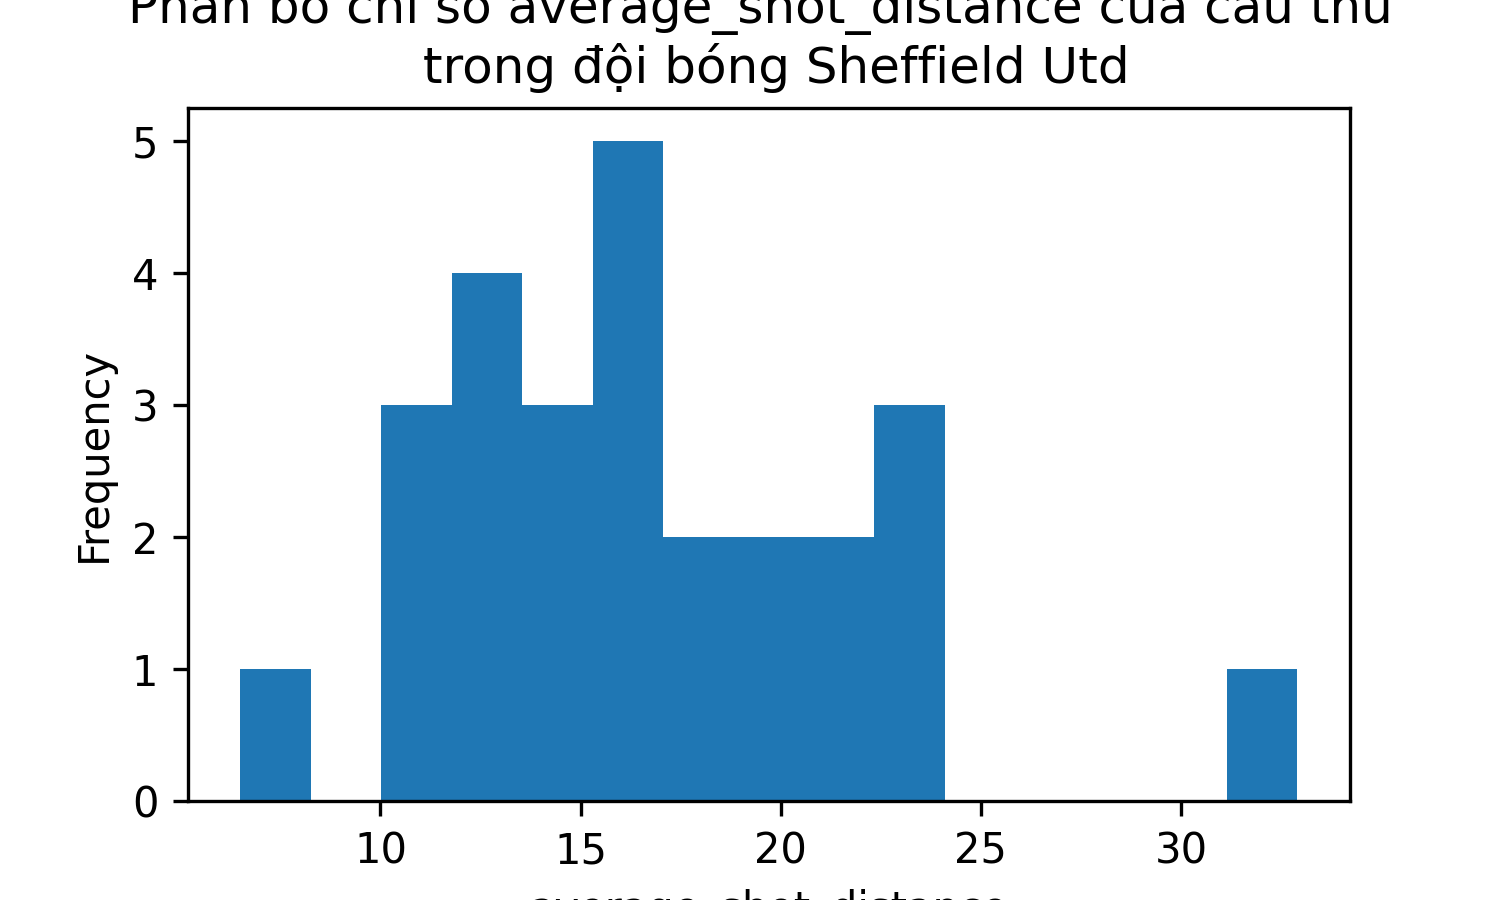 Phân bố chỉ số average_shot_distance của cầu thủ
trong đội bóng Sheffield Utd
5
4
3
2
1
0
Frequency
10 15 20 25 30
average_shot_distance